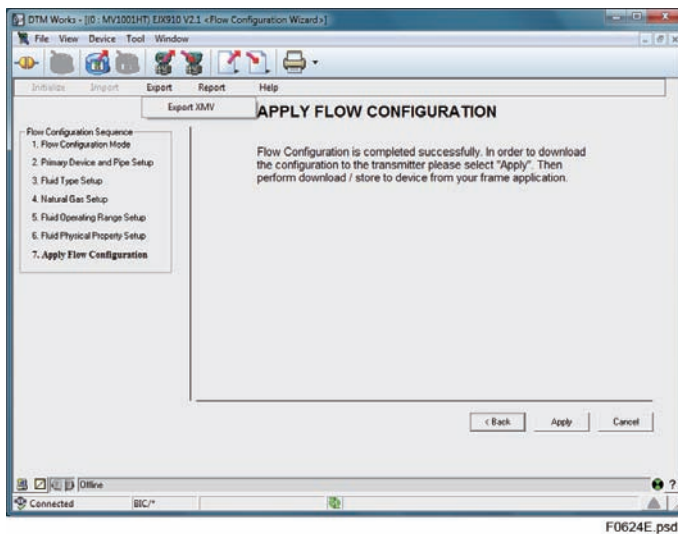 DTM Works - [(0 : MV1001HT) EJX910 V2.1 <Flow Configuration Wizard>]
File View Device Tool Window
Initialize Import Export Report Help
Export XMV
APPLY FLOW CONFIGURATION
Flow Configuration Sequence
1. Flow Configuration Mode
2. Primary Device and Pipe Setup
3. Fluid Type Setup
4. Natural Gas Setup
5. Fluid Operating Range Setup
6. Fluid Physical Property Setup
7. Apply Flow Configuration
Flow Configuration is completed successfully. In order to download
the configuration to the transmitter please select "Apply". Then
perform download / store to device from your frame application.
< Back Apply Cancel
Offline
?
Connected BIC/*
F0624E.psd